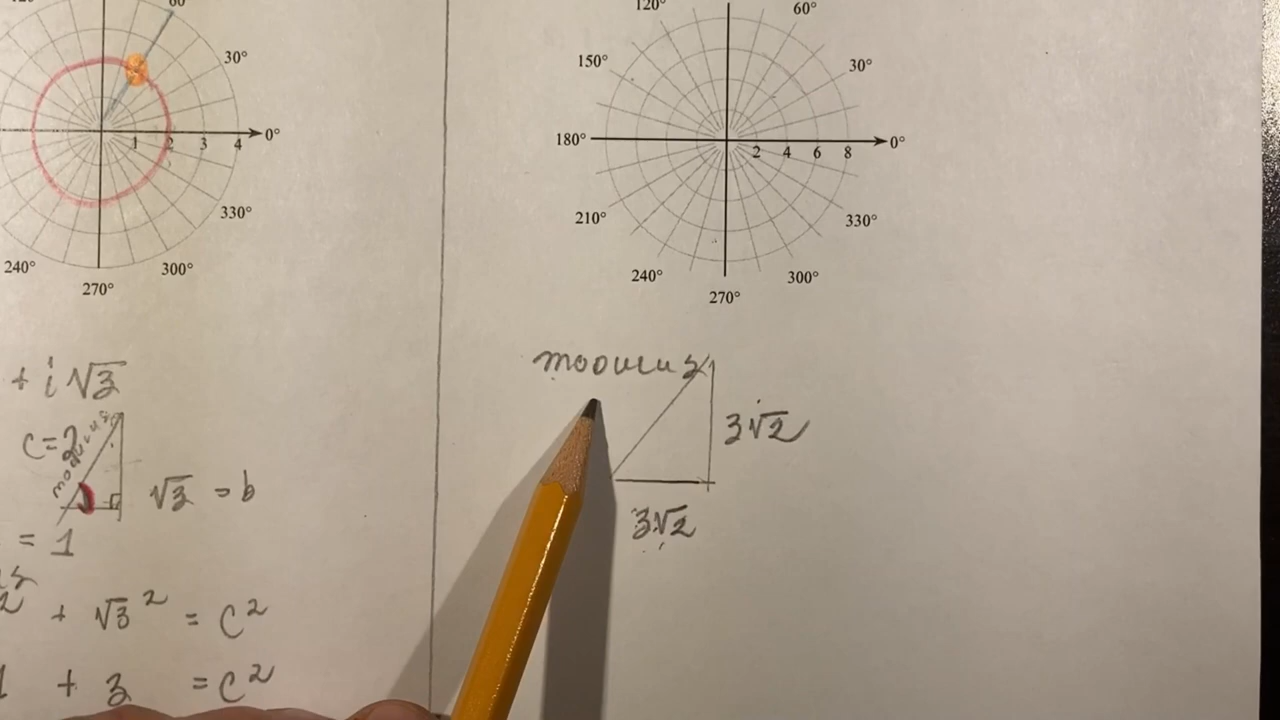 60°
30°
0°
1 2 3 4
330°
240°
300°
270°
+ i√3
c=2
modulus
√3 = b
= 1
+ √3² = c²
1 + 3 = c²
120°
60°
150°
30°
180°
0°
2 4 6 8
210°
330°
240°
300°
270°
modulus
3√2
3√2